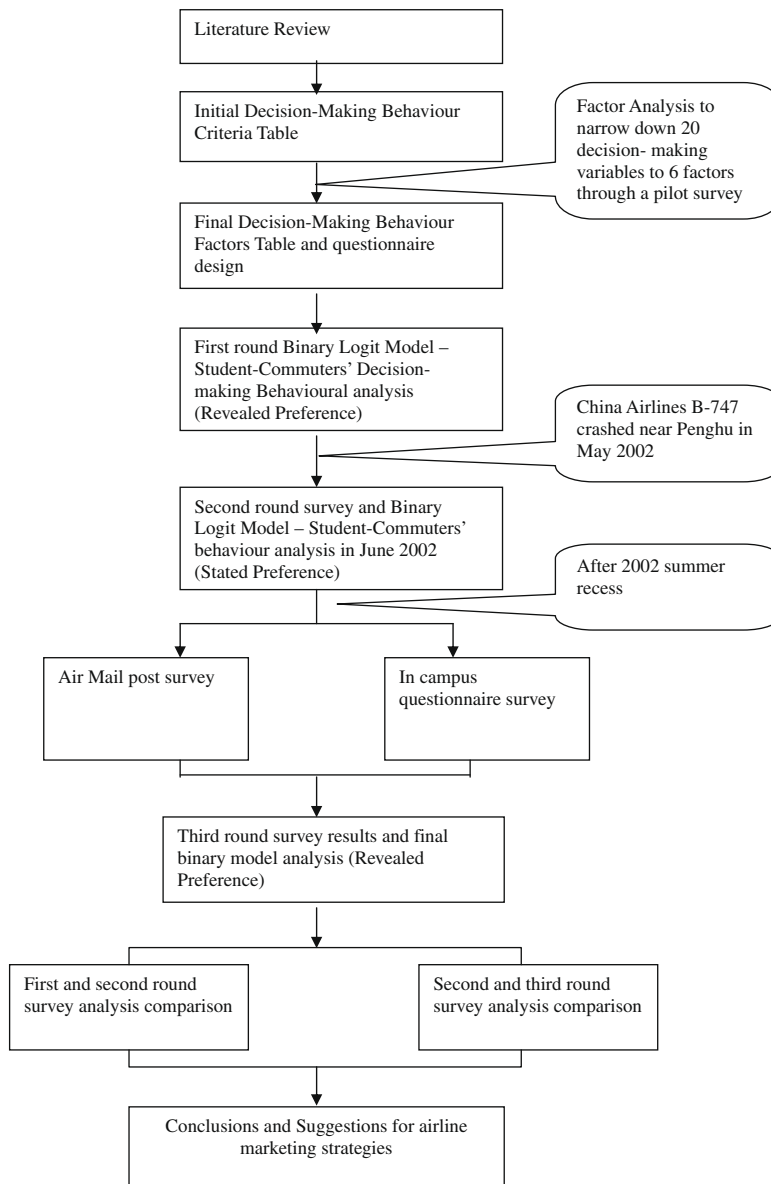 Literature Review
Initial Decision-Making Behaviour
Criteria Table
Factor Analysis to
narrow down 20
decision- making
variables to 6 factors
through a pilot survey
Final Decision-Making Behaviour
Factors Table and questionnaire
design
First round Binary Logit Model –
Student-Commuters’ Decision-
making Behavioural analysis
(Revealed Preference)
China Airlines B-747
crashed near Penghu in
May 2002
Second round survey and Binary
Logit Model – Student-Commuters’
behaviour analysis in June 2002
(Stated Preference)
After 2002 summer
recess
Air Mail post survey
In campus
questionnaire survey
Third round survey results and final
binary model analysis (Revealed
Preference)
First and second round
survey analysis comparison
Second and third round
survey analysis comparison
Conclusions and Suggestions for airline
marketing strategies